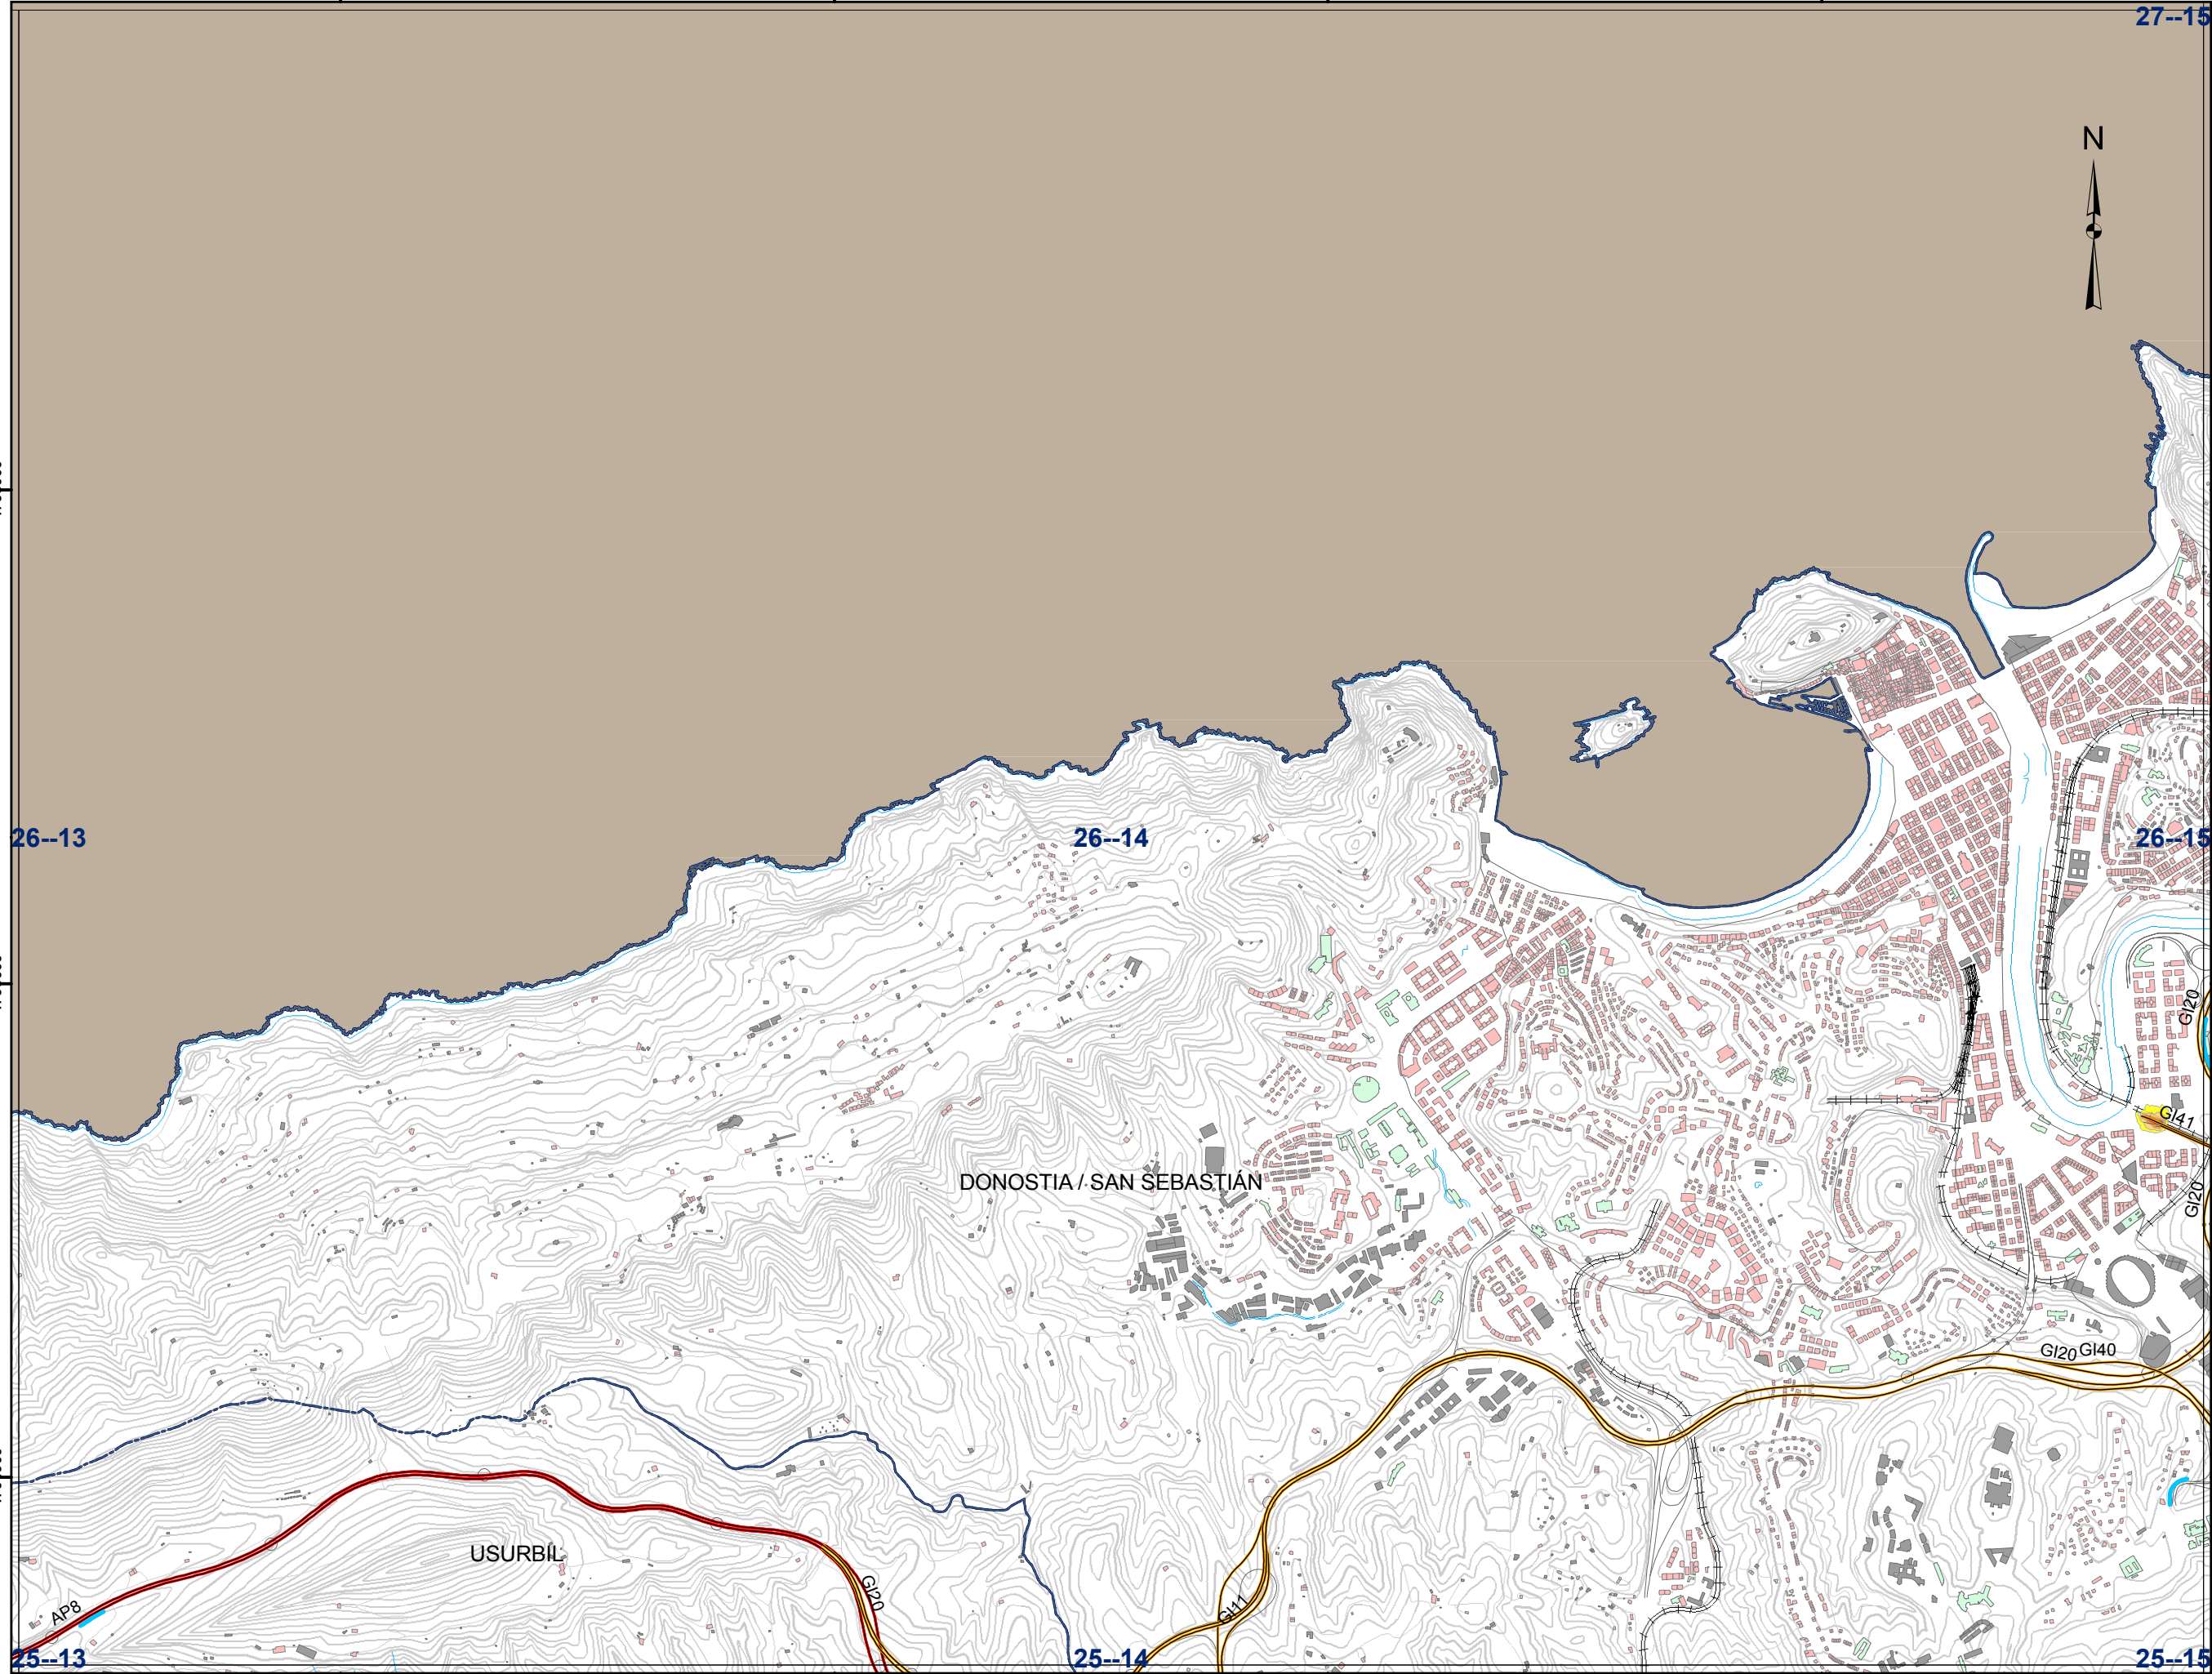 27--15
N
26--13
26--14
26--15
GI20
GI41
DONOSTIA / SAN SEBASTIÁN
GI20
GI20 GI40
USURBIL
GI20
AP8
GI11
25--13
25--14
25--15